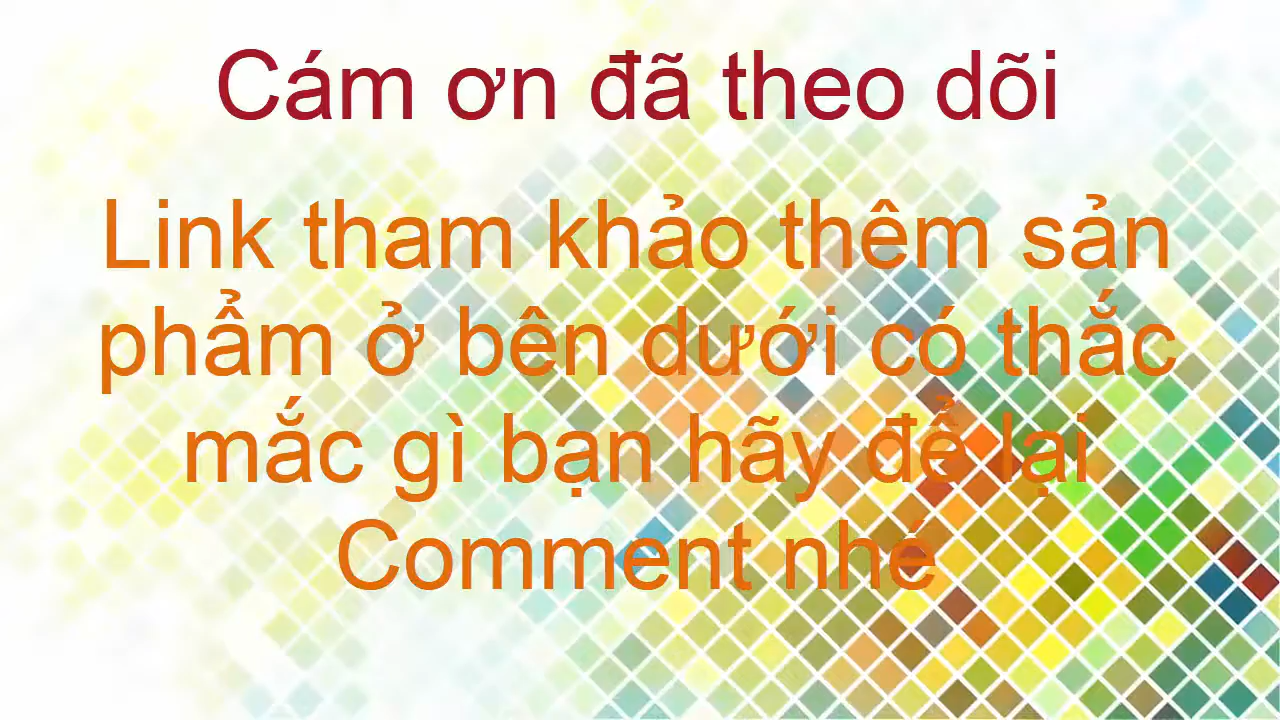 Cám ơn đã theo dõi
Link tham khảo thêm sản
phẩm ở bên dưới có thắc
mắc gì bạn hãy để lại
Comment nhé